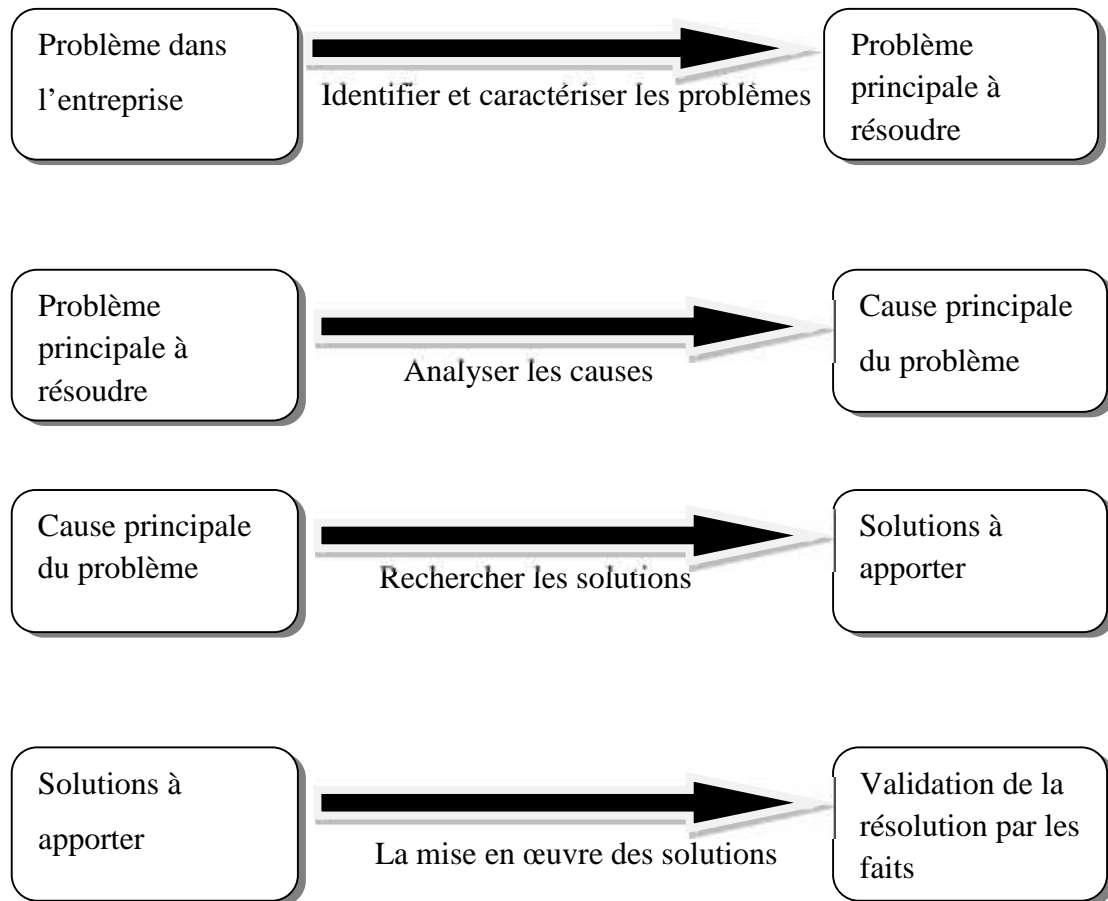 Problème dans
l’entreprise
Identifier et caractériser les problèmes
Problème
principale à
résoudre
Problème
principale à
résoudre
Analyser les causes
Cause principale
du problème
Cause principale
du problème
Rechercher les solutions
Solutions à
apporter
Solutions à
apporter
La mise en œuvre des solutions
Validation de la
résolution par les
faits